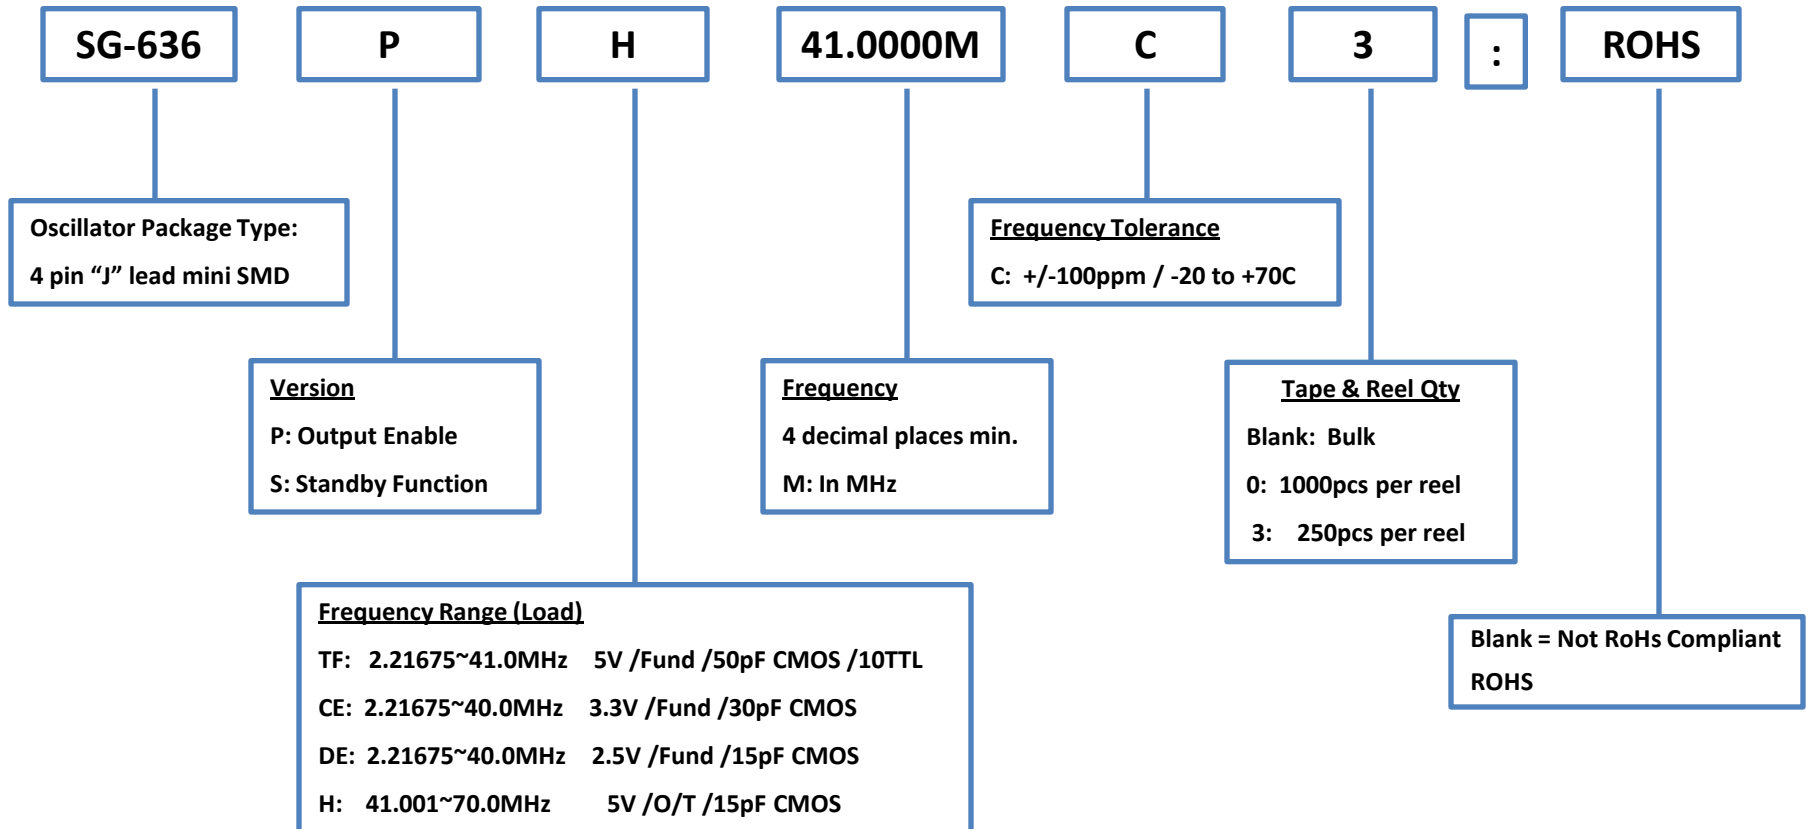 SG-636 P H 41.0000M C 3 : ROHS
Oscillator Package Type:
4 pin “J” lead mini SMD
Frequency Tolerance
C: +/-100ppm / -20 to +70C
Version
P: Output Enable
S: Standby Function
Frequency
4 decimal places min.
M: In MHz
Tape & Reel Qty
Blank: Bulk
0: 1000pcs per reel
3: 250pcs per reel
Frequency Range (Load)
TF: 2.21675~41.0MHz 5V /Fund /50pF CMOS /10TTL
CE: 2.21675~40.0MHz 3.3V /Fund /30pF CMOS
DE: 2.21675~40.0MHz 2.5V /Fund /15pF CMOS
H: 41.001~70.0MHz 5V /O/T /15pF CMOS
Blank = Not RoHs Compliant
ROHS